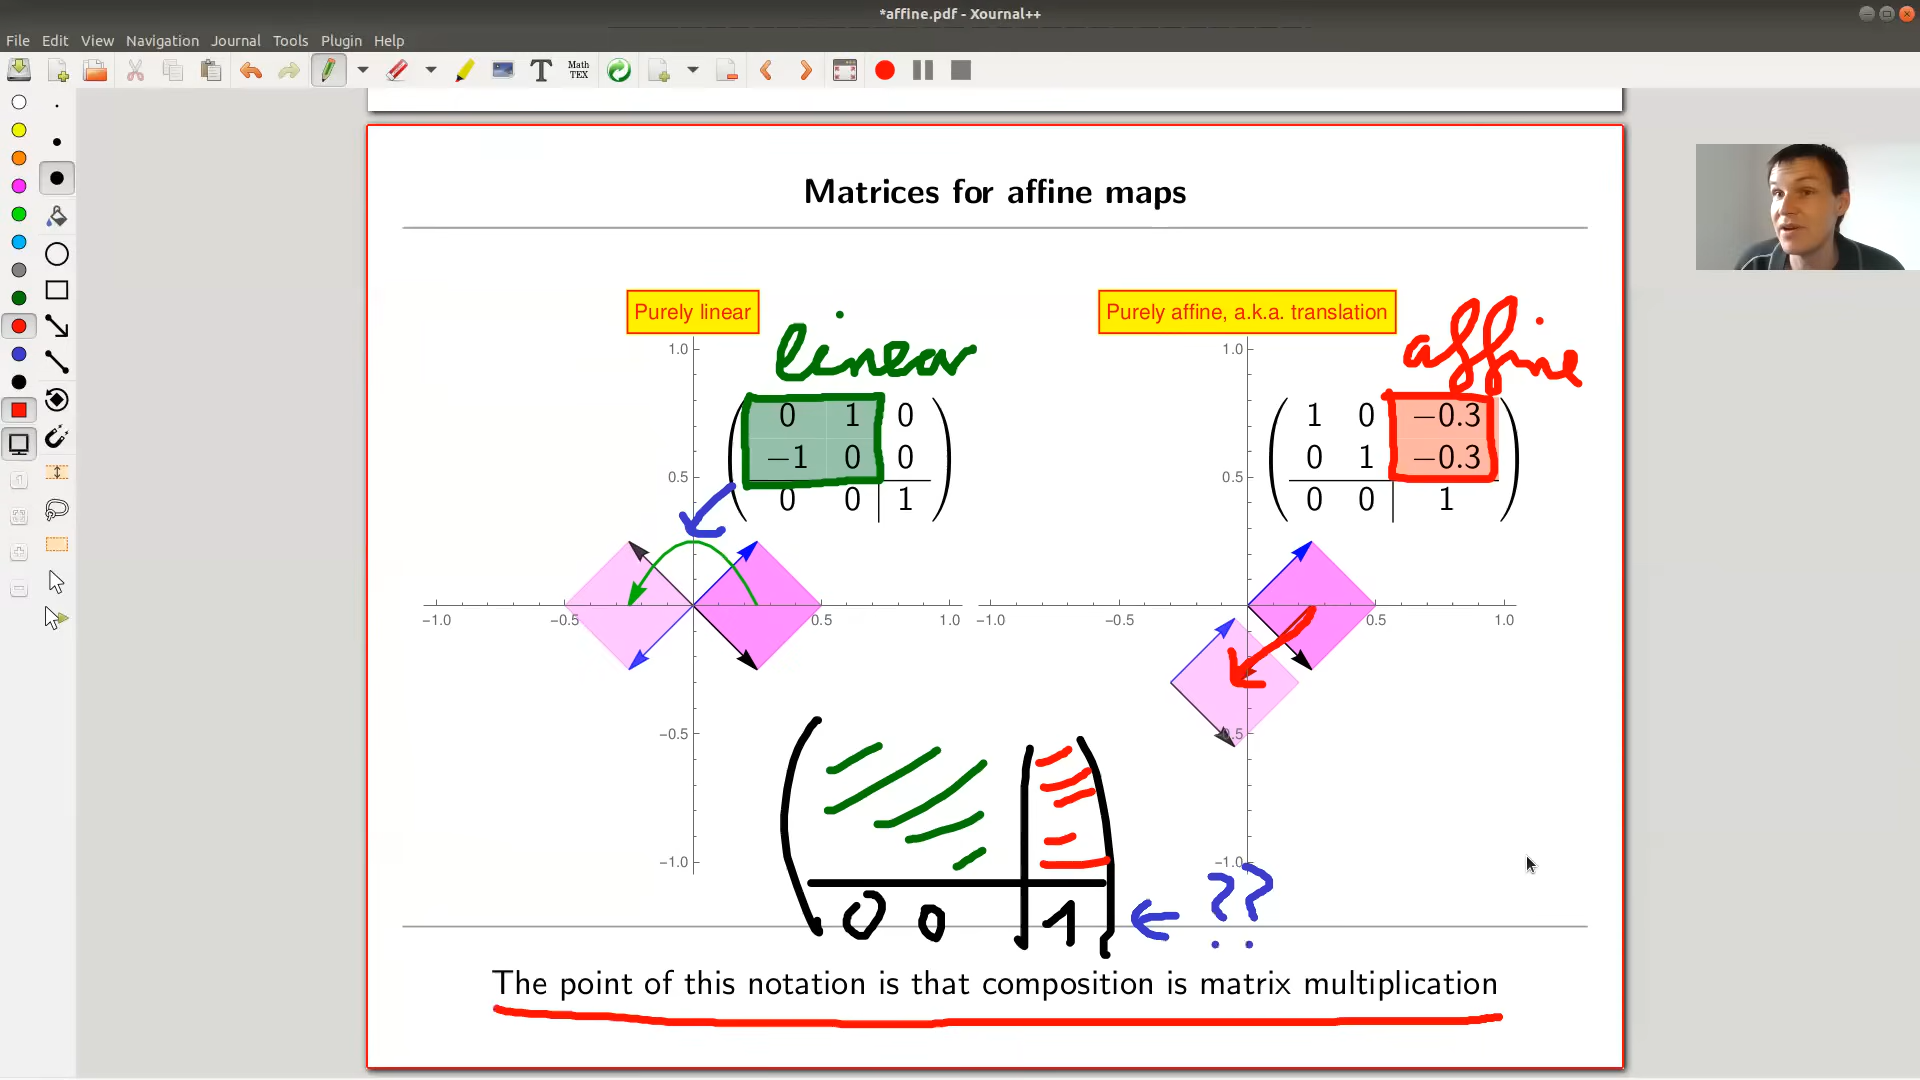 *affine.pdf - Xournal++
File Edit View Navigation Journal Tools Plugin Help
Math
TEX
Matrices for affine maps
Purely linear
Purely affine, a.k.a. translation
linear
affine
1.0
0 1 0
-1 0 0
0 0 1
0.5
-1.0 -0.5 0.5 1.0
-0.5
-1.0
1.0
1 0 -0.3
0 1 -0.3
0 0 1
0.5
-1.0 -0.5 0.5 1.0
-0.5
-1.0
0 0 1
??
The point of this notation is that composition is matrix multiplication